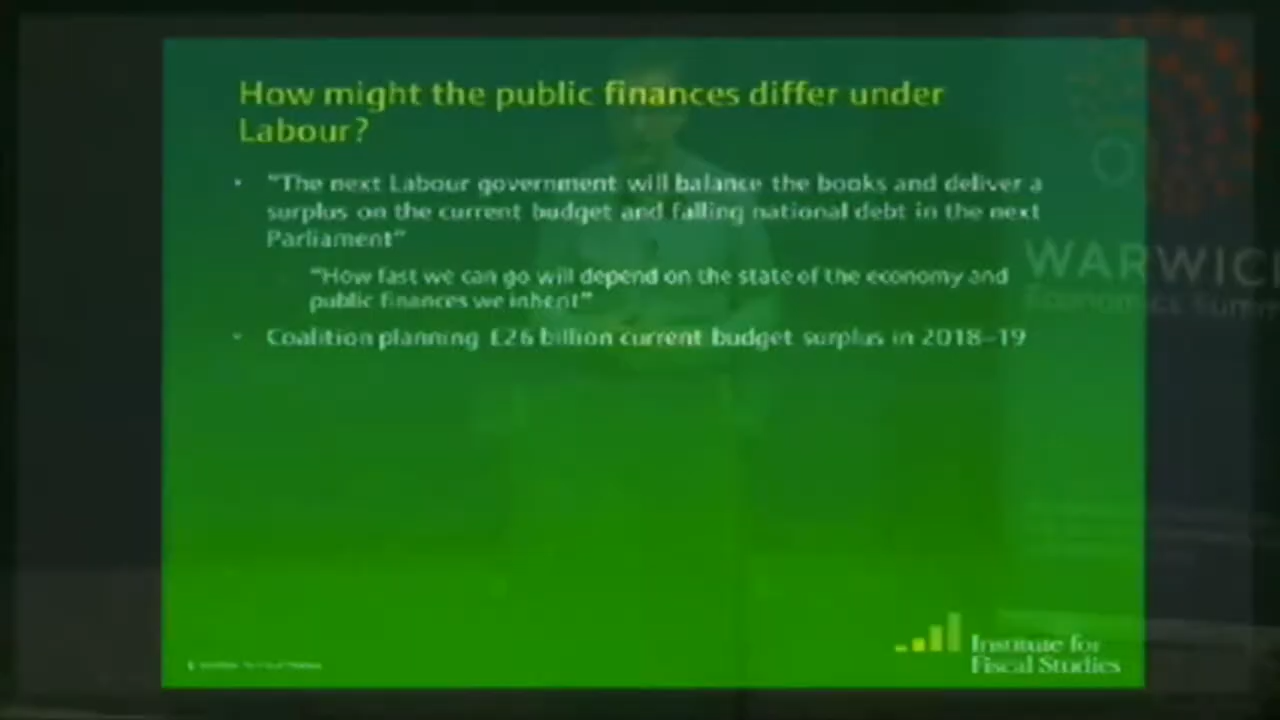 How might the public finances differ under
Labour?
• "The next Labour government will balance the books and deliver a
surplus on the current budget and falling national debt in the next
Parliament"
"How fast we can go will depend on the state of the economy and
public finances we inherit"
• Coalition planning £26 billion current budget surplus in 2018–19
WARWIC
Economics Summ
Institute for
Fiscal Studies